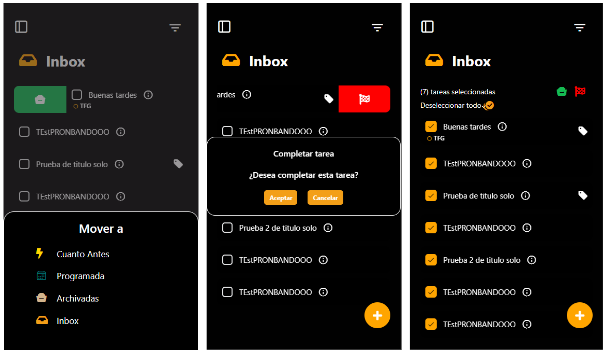 Inbox
Buenas tardes
TFG
TEstPRONBANDOOO
Prueba de titulo solo
TEstPRONBANDOOO
Mover a
Cuanto Antes
Programada
Archivadas
Inbox
Inbox
ardes
TEstPRONBANDOOO
Completar tarea
¿Desea completar esta tarea?
Aceptar Cancelar
Prueba 2 de titulo solo
TEstPRONBANDOOO
TEstPRONBANDOOO
Inbox
(7) tareas seleccionadas
Deseleccionar todo
Buenas tardes
TFG
TEstPRONBANDOOO
Prueba de titulo solo
TEstPRONBANDOOO
Prueba 2 de titulo solo
TEstPRONBANDOOO
TEstPRONBANDOOO